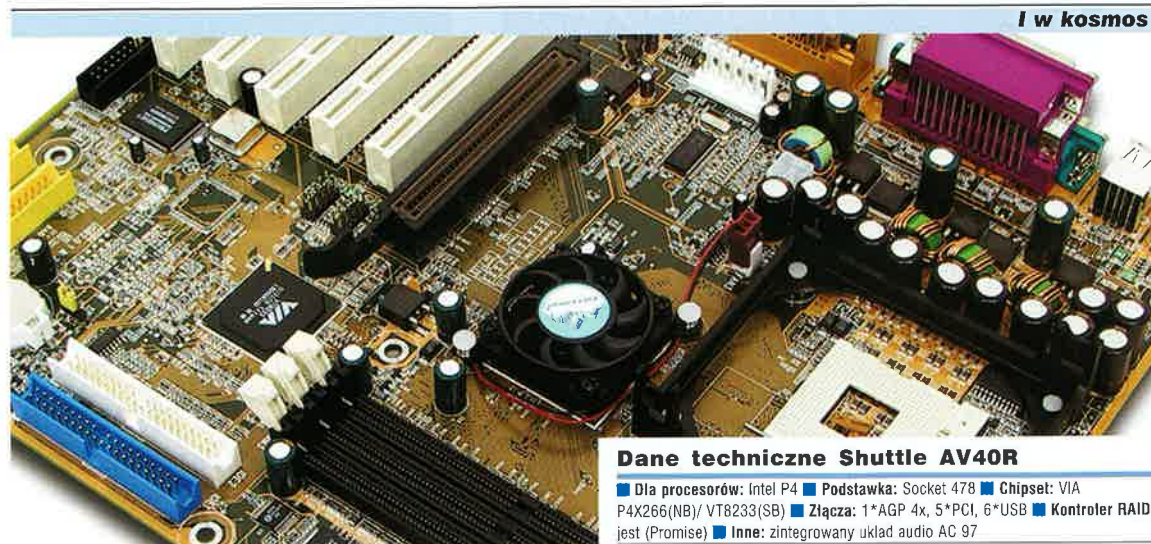 I w kosmos
Dane techniczne Shuttle AV40R
■ Dla procesorów: Intel P4 ■ Podstawka: Socket 478 ■ Chipset: VIA
P4X266(NB)/ VT8233(SB) ■ Złącza: 1*AGP 4x, 5*PCI, 6*USB ■ Kontroler RAID
jest (Promise) ■ Inne: zintegrowany układ audio AC 97